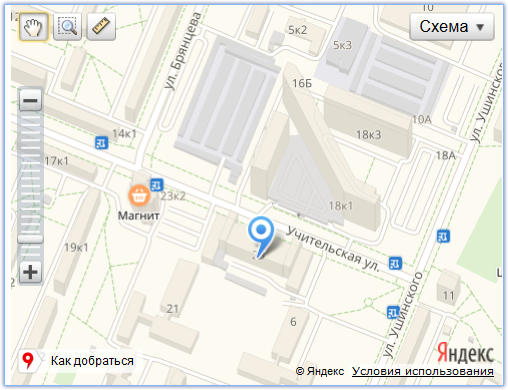 Схема
12
5к2
5к3
16Б
ул. Брянцева
ул. Ушинского
10А
14к1
18к3
18А
17к1
23к2
Магнит
18к1
Учительская ул.
19к1
21
6
11
ул. Ушинского
Яндекс
Как добраться
© Яндекс Условия использования